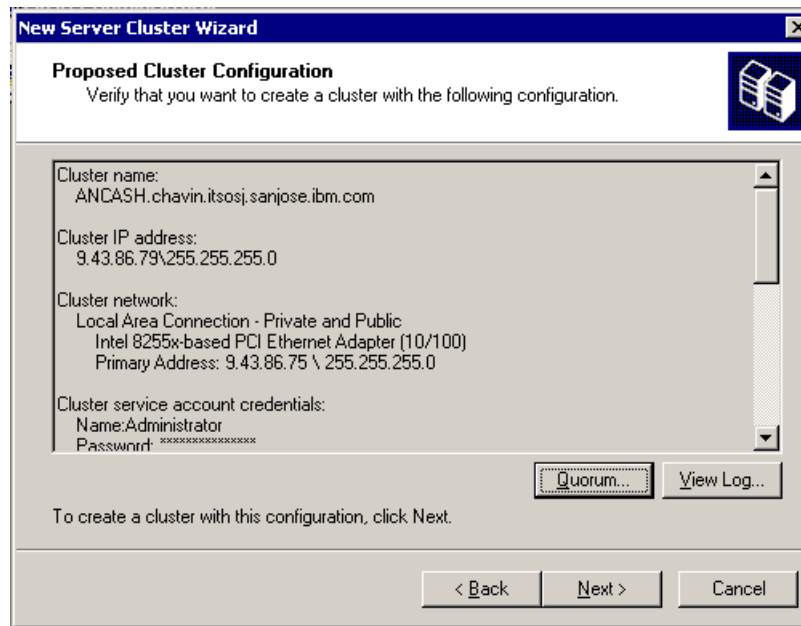 New Server Cluster Wizard
Proposed Cluster Configuration
Verify that you want to create a cluster with the following configuration.
Cluster name:
ANCASH.chavin.itsosj.sanjose.ibm.com
Cluster IP address:
9.43.86.79\255.255.255.0
Cluster network:
Local Area Connection - Private and Public
Intel 8255x-based PCI Ethernet Adapter (10/100)
Primary Address: 9.43.86.75 \ 255.255.255.0
Cluster service account credentials:
Name:Administrator
Password: ***************
Quorum... View Log...
To create a cluster with this configuration, click Next.
< Back Next > Cancel